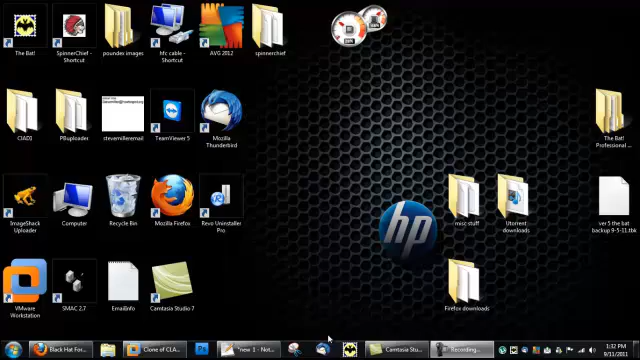 The Bat!
SpinnerChief - Shortcut
poundex images
Mc cable - Shortcut
AVG 2012
spinnerchief
CIADI
PBuploader
stevemilleremail
TeamViewer 5
Mozilla Thunderbird
The Bat! Professional ...
ImageShack Uploader
Computer
Recycle Bin
Mozilla Firefox
Revo Uninstaller Pro
misc stuff
Utorrent downloads
ver 5 the bat backup 9-5-11.tbk
hp
VMware Workstation
SMAC 2.7
EmailInfo
Camtasia Studio 7
Firefox downloads
Black Hat For...
Clone of CLA...
Ps
*new 1 - Not...
Camtasia Stu...
Recording...
1:32 PM
9/11/2011